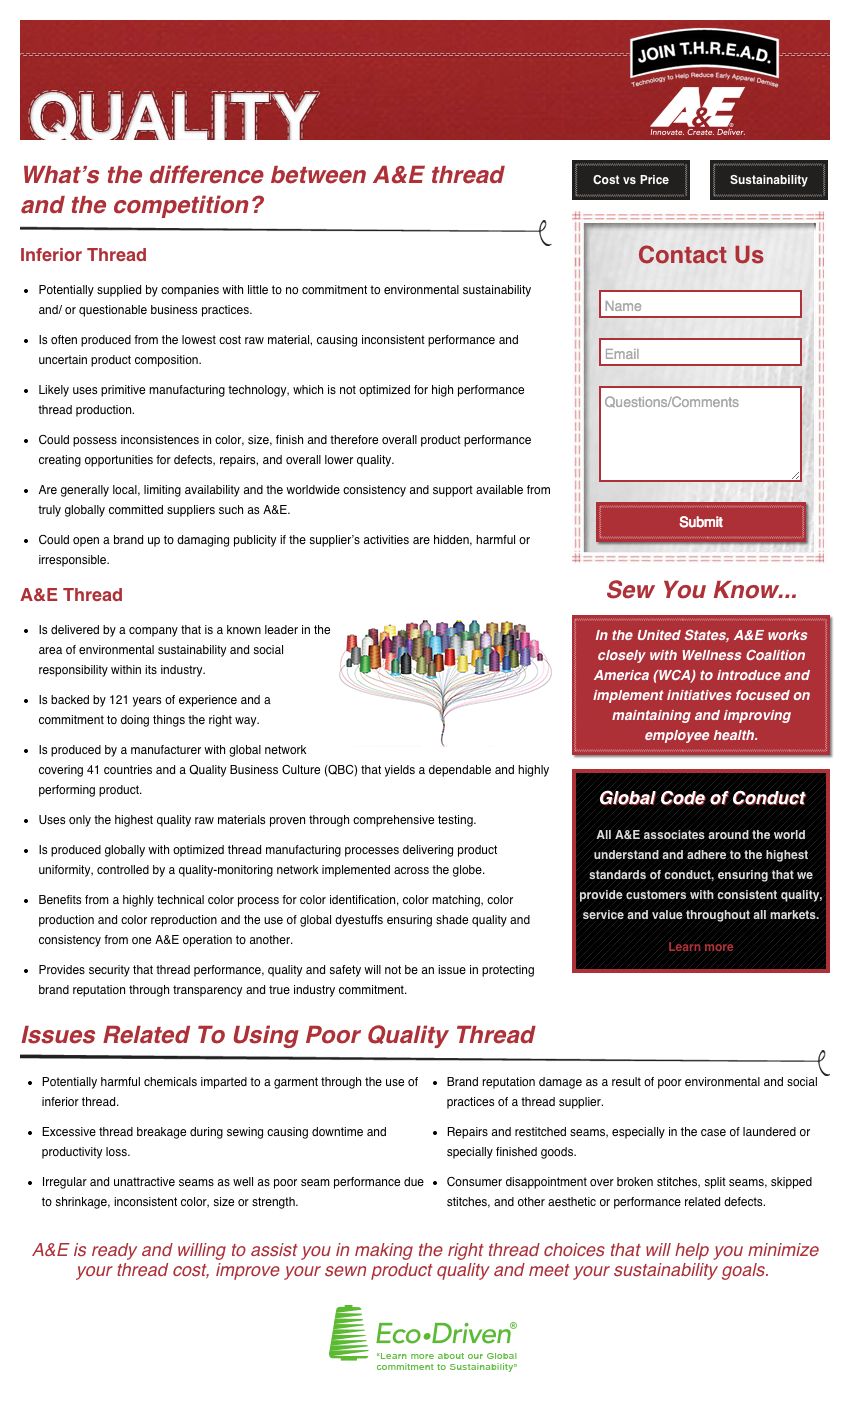 JOIN T.H.R.E.A.D.
Technology to Help Reduce Early Apparel Demise
A&E®
Innovate. Create. Deliver.
QUALITY
What's the difference between A&E thread
and the competition?
Inferior Thread
• Potentially supplied by companies with little to no commitment to environmental sustainability
and/ or questionable business practices.
• Is often produced from the lowest cost raw material, causing inconsistent performance and
uncertain product composition.
• Likely uses primitive manufacturing technology, which is not optimized for high performance
thread production.
• Could possess inconsistences in color, size, finish and therefore overall product performance
creating opportunities for defects, repairs, and overall lower quality.
• Are generally local, limiting availability and the worldwide consistency and support available from
truly globally committed suppliers such as A&E.
• Could open a brand up to damaging publicity if the supplier's activities are hidden, harmful or
irresponsible.
A&E Thread
• Is delivered by a company that is a known leader in the
area of environmental sustainability and social
responsibility within its industry.
• Is backed by 121 years of experience and a
commitment to doing things the right way.
• Is produced by a manufacturer with global network
covering 41 countries and a Quality Business Culture (QBC) that yields a dependable and highly
performing product.
• Uses only the highest quality raw materials proven through comprehensive testing.
• Is produced globally with optimized thread manufacturing processes delivering product
uniformity, controlled by a quality-monitoring network implemented across the globe.
• Benefits from a highly technical color process for color identification, color matching, color
production and color reproduction and the use of global dyestuffs ensuring shade quality and
consistency from one A&E operation to another.
• Provides security that thread performance, quality and safety will not be an issue in protecting
brand reputation through transparency and true industry commitment.
Cost vs Price
Sustainability
Contact Us
Name
Email
Questions/Comments
Submit
Sew You Know...
In the United States, A&E works
closely with Wellness Coalition
America (WCA) to introduce and
implement initiatives focused on
maintaining and improving
employee health.
Global Code of Conduct
All A&E associates around the world
understand and adhere to the highest
standards of conduct, ensuring that we
provide customers with consistent quality,
service and value throughout all markets.
Learn more
Issues Related To Using Poor Quality Thread
• Potentially harmful chemicals imparted to a garment through the use of
inferior thread.
• Excessive thread breakage during sewing causing downtime and
productivity loss.
• Irregular and unattractive seams as well as poor seam performance due
to shrinkage, inconsistent color, size or strength.
• Brand reputation damage as a result of poor environmental and social
practices of a thread supplier.
• Repairs and restitched seams, especially in the case of laundered or
specially finished goods.
• Consumer disappointment over broken stitches, split seams, skipped
stitches, and other aesthetic or performance related defects.
A&E is ready and willing to assist you in making the right thread choices that will help you minimize
your thread cost, improve your sewn product quality and meet your sustainability goals.
Eco•Driven®
"Learn more about our Global
commitment to Sustainability"